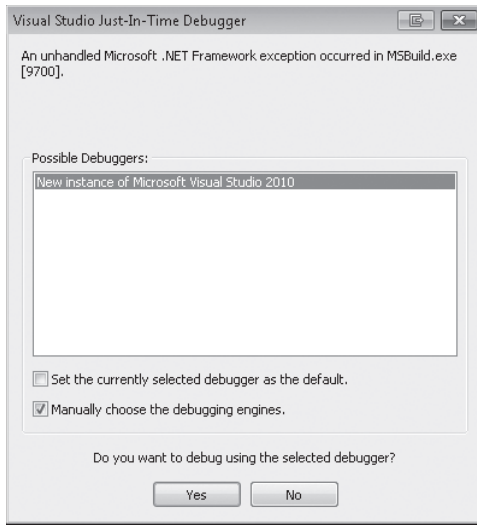 Visual Studio Just-In-Time Debugger
An unhandled Microsoft .NET Framework exception occurred in MSBuild.exe
[9700].
Possible Debuggers:
New instance of Microsoft Visual Studio 2010
Set the currently selected debugger as the default.
Manually choose the debugging engines.
Do you want to debug using the selected debugger?
Yes No